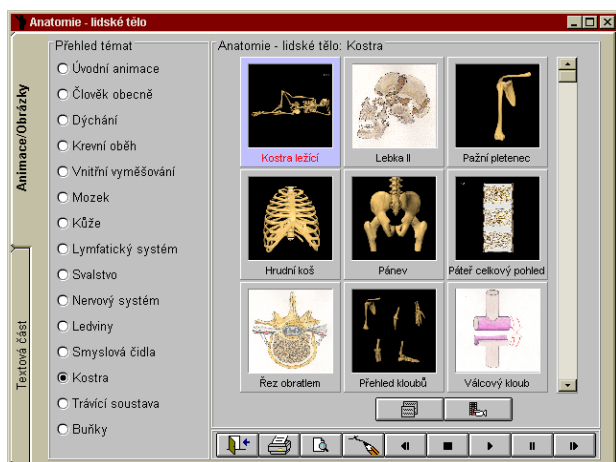 Anatomie - lidské tělo
Animace/Obrázky
Textová část
Přehled témat
Úvodní animace
Člověk obecně
Dýchání
Krevní oběh
Vnitřní vyměšování
Mozek
Kůže
Lymfatický systém
Svalstvo
Nervový systém
Ledviny
Smyslová čidla
Kostra
Trávící soustava
Buňky
Anatomie - lidské tělo: Kostra
Kostra ležící
Lebka II
Pažní pletenec
Hrudní koš
Pánev
Páteř celkový pohled
Řez obratlem
Přehled kloubů
Válcový kloub